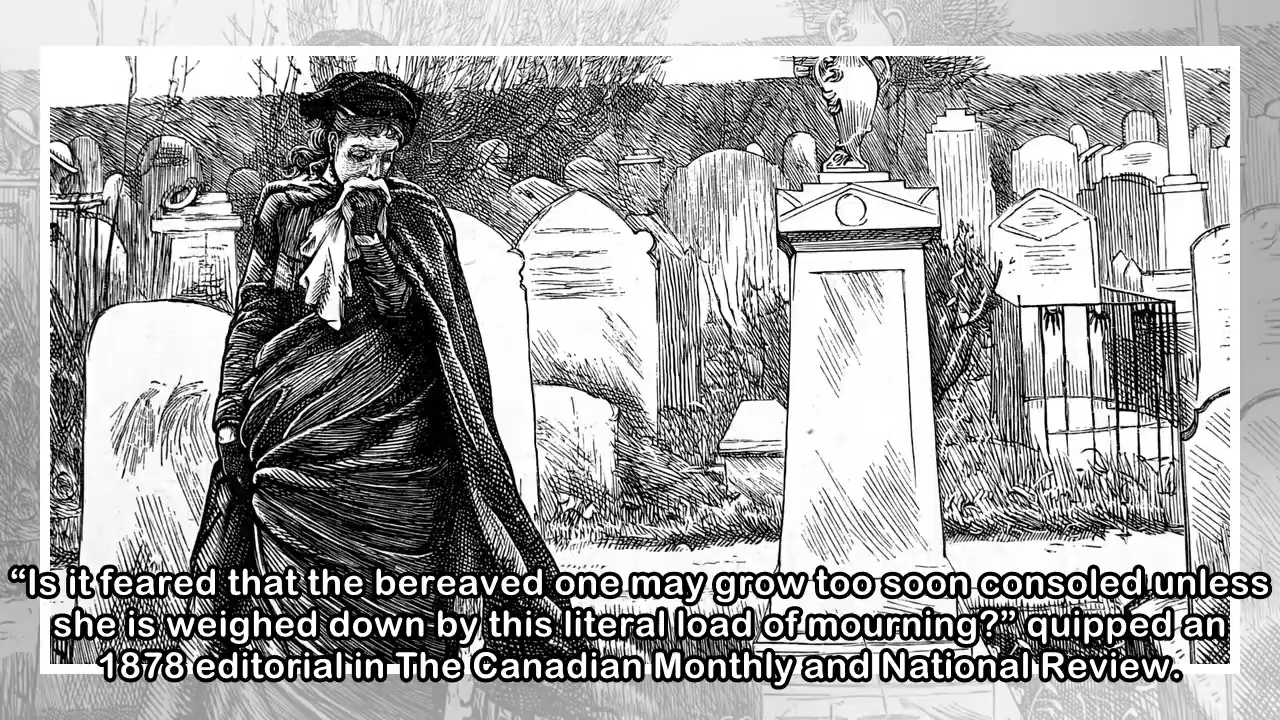 “Is it feared that the bereaved one may grow too soon consoled unless
she is weighed down by this literal load of mourning?” quipped an
1878 editorial in The Canadian Monthly and National Review.